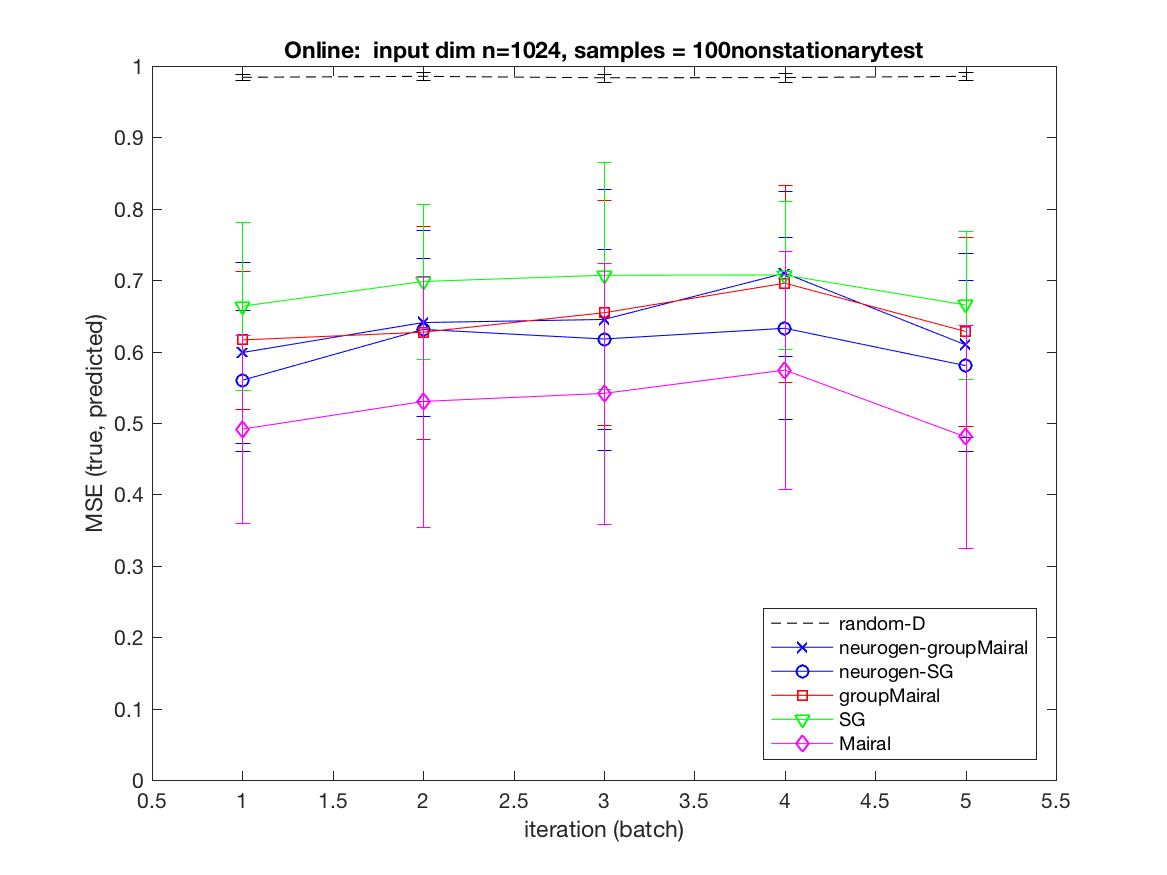 Online: input dim n=1024, samples = 100nonstationarytest
MSE (true, predicted)
1
0.9
0.8
0.7
0.6
0.5
0.4
0.3
0.2
0.1
0
0.5 1 1.5 2 2.5 3 3.5 4 4.5 5 5.5
iteration (batch)
random-D
neurogen-groupMairal
neurogen-SG
groupMairal
SG
Mairal